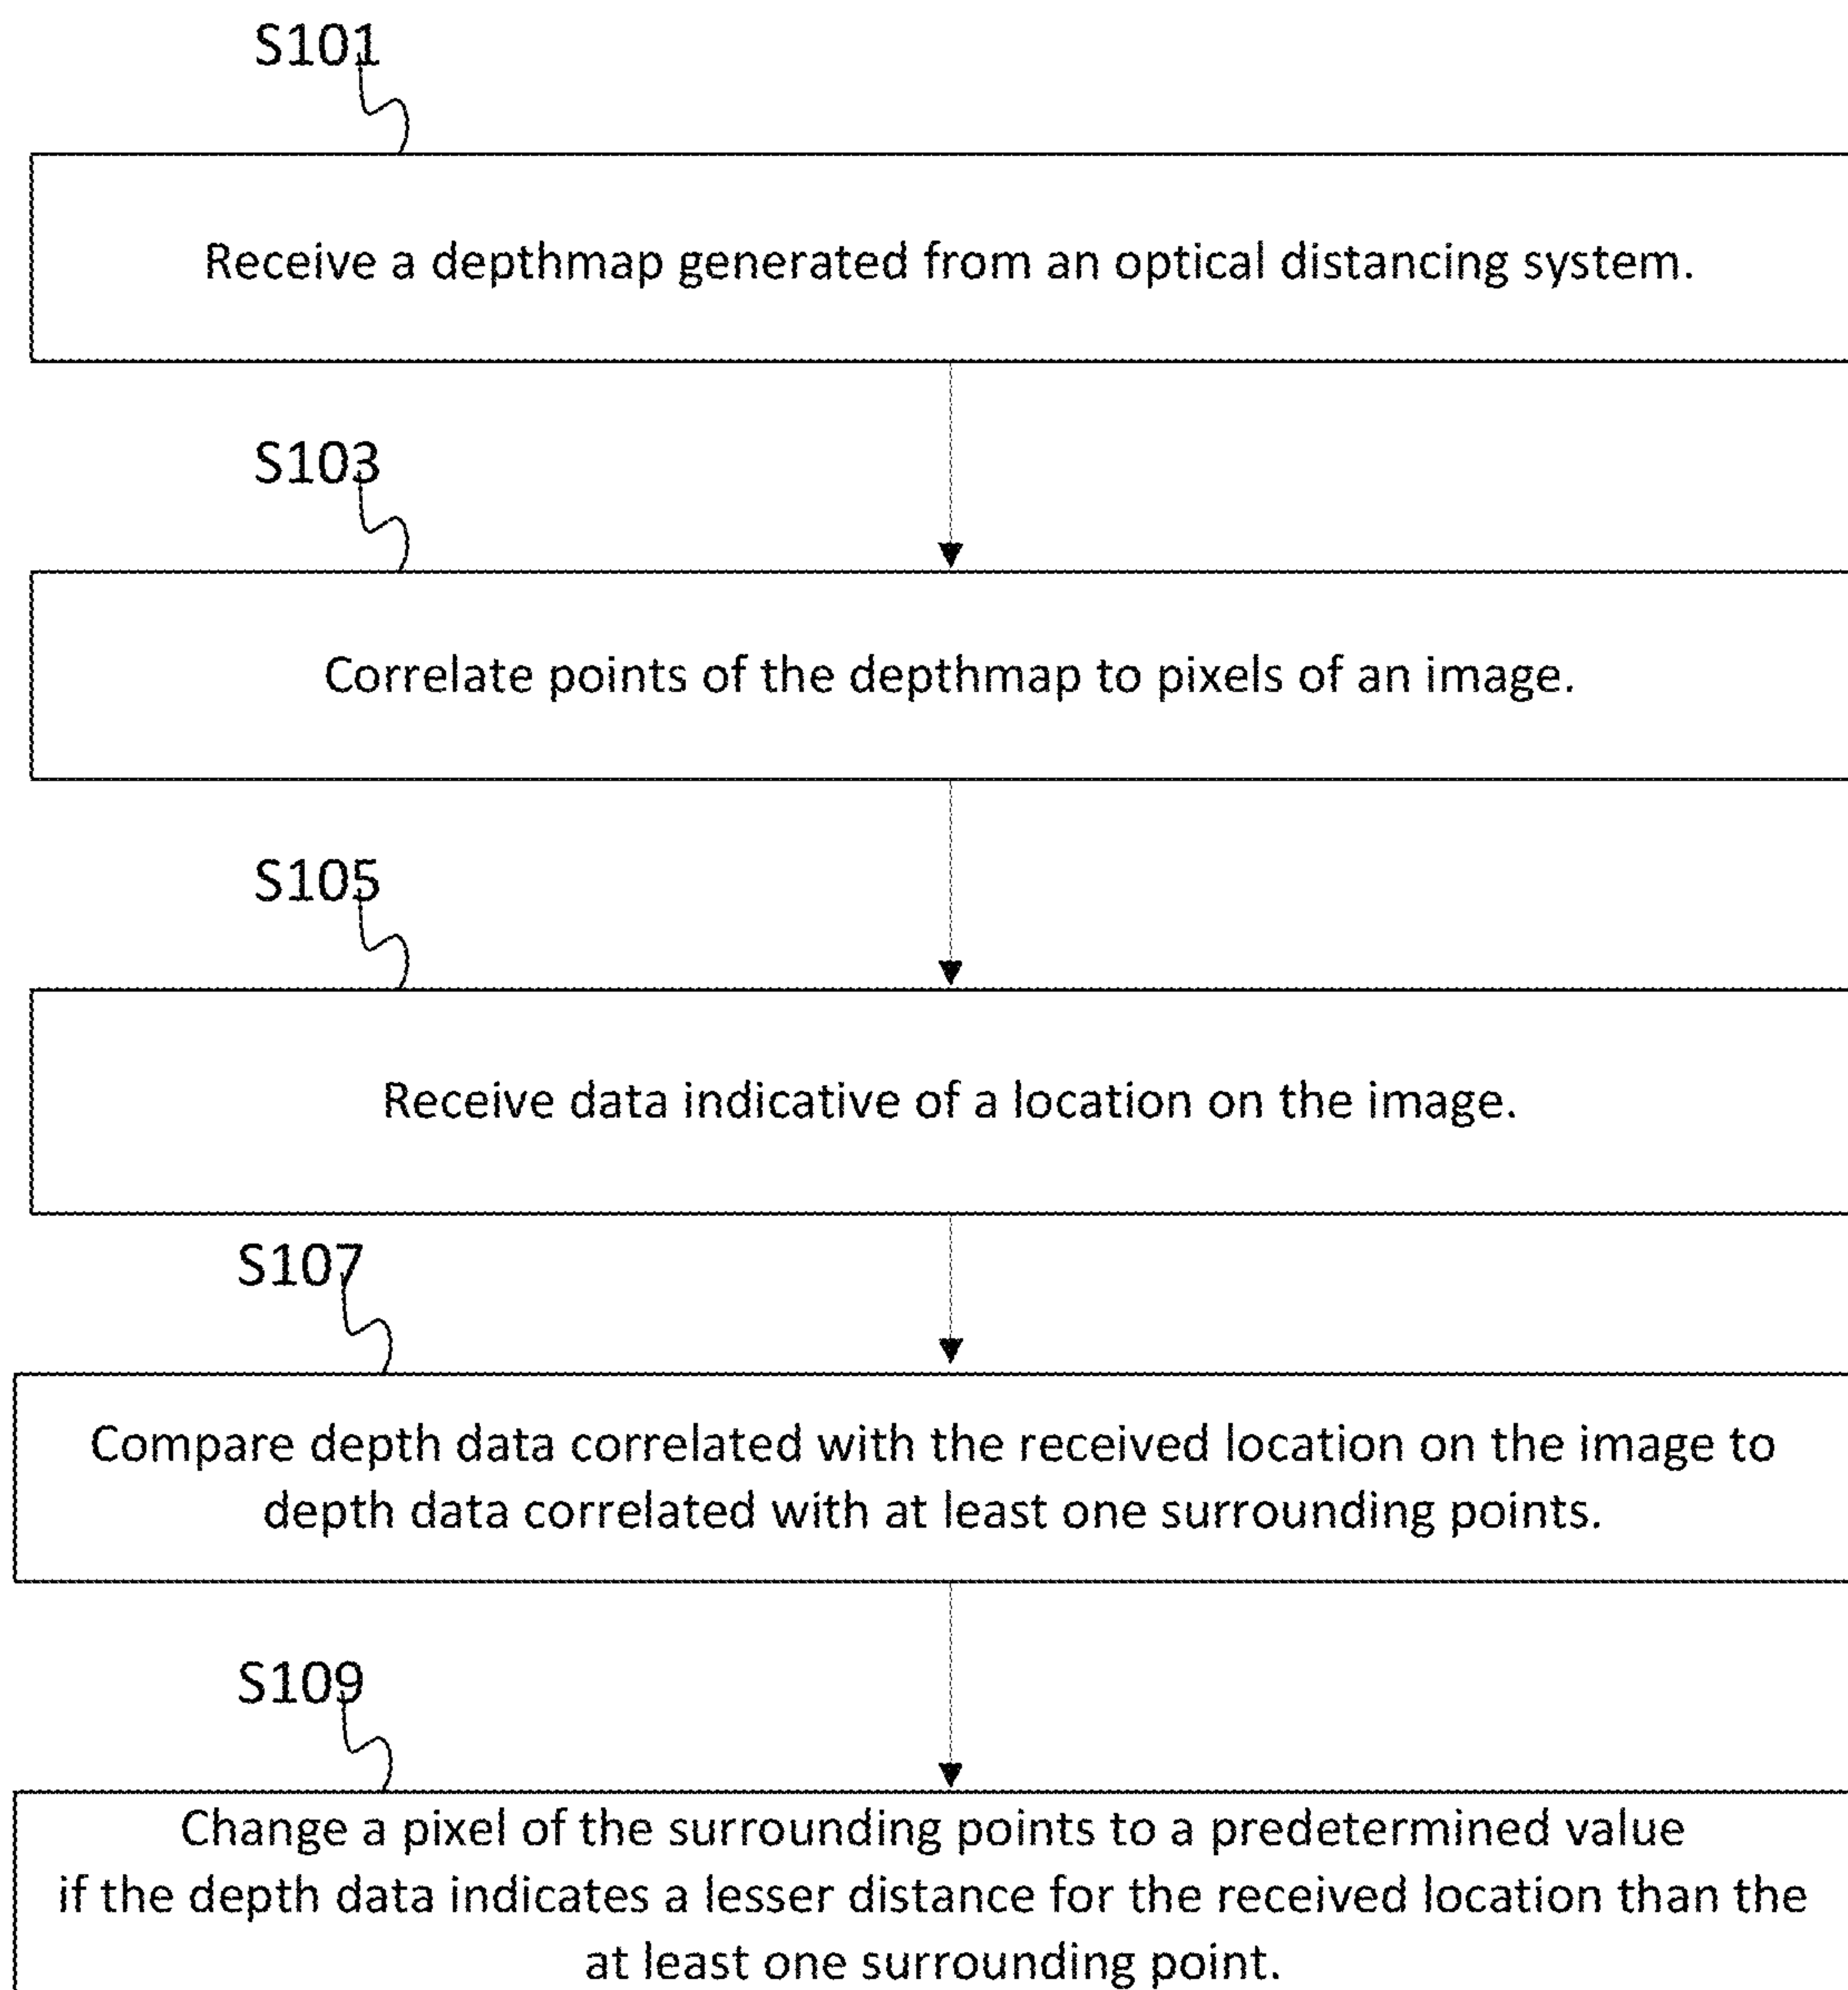 S101
Receive a depthmap generated from an optical distancing system.
S103
Correlate points of the depthmap to pixels of an image.
S105
Receive data indicative of a location on the image.
S107
Compare depth data correlated with the received location on the image to
depth data correlated with at least one surrounding points.
S109
Change a pixel of the surrounding points to a predetermined value
if the depth data indicates a lesser distance for the received location than the
at least one surrounding point.